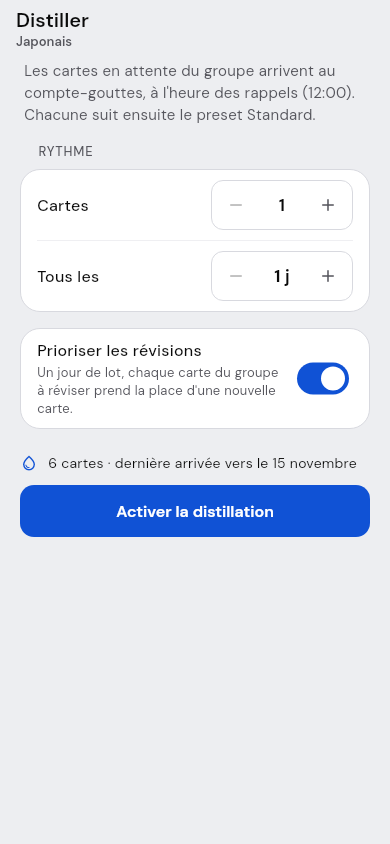 Distiller
Japonais
Les cartes en attente du groupe arrivent au
compte-gouttes, à l'heure des rappels (12:00).
Chacune suit ensuite le preset Standard.
RYTHME
Cartes
− 1 +
Tous les
− 1 j +
Prioriser les révisions
Un jour de lot, chaque carte du groupe
à réviser prend la place d'une nouvelle
carte.
6 cartes · dernière arrivée vers le 15 novembre
Activer la distillation